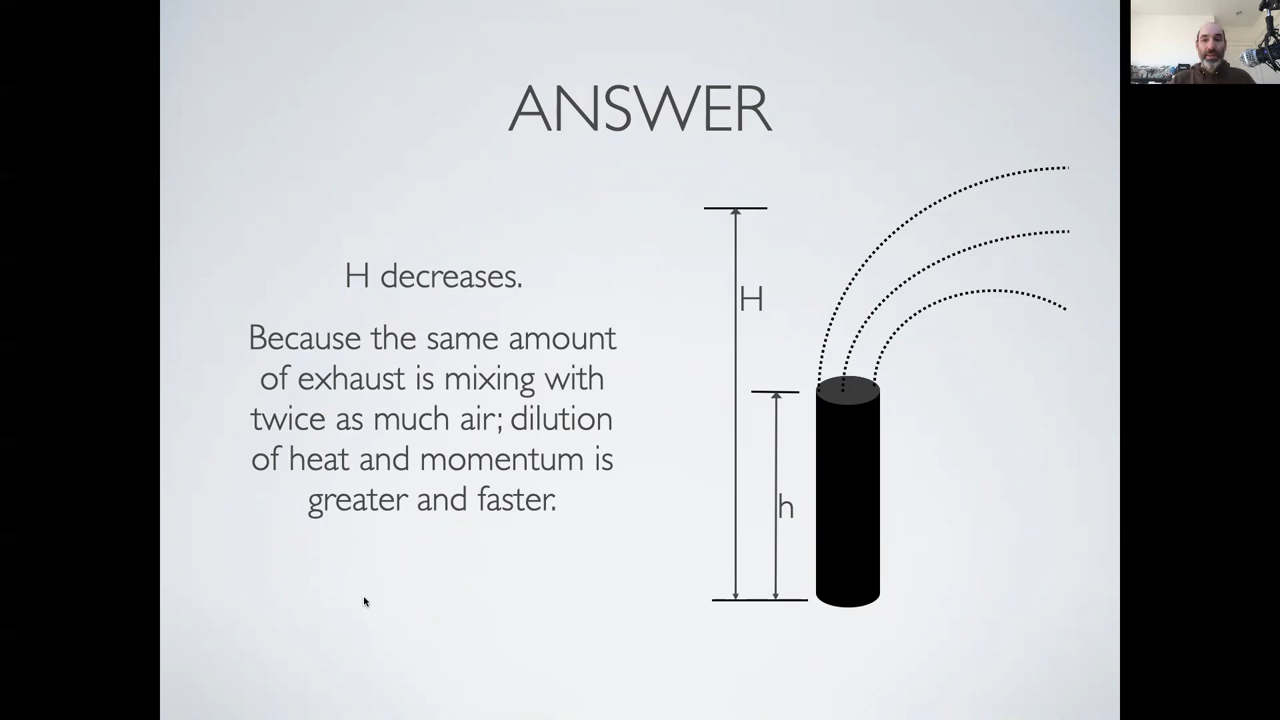 ANSWER
H decreases.
Because the same amount
of exhaust is mixing with
twice as much air; dilution
of heat and momentum is
greater and faster.
H
h